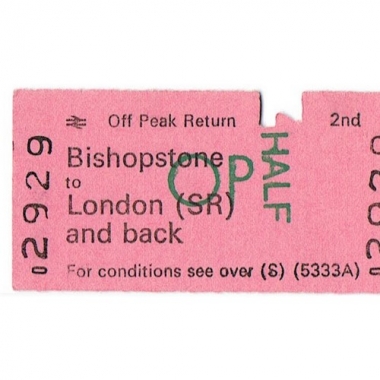 Off Peak Return 2nd
Bishopstone
to
London (SR)
and back
For conditions see over (S) (5333A)
OP
HALF
02929